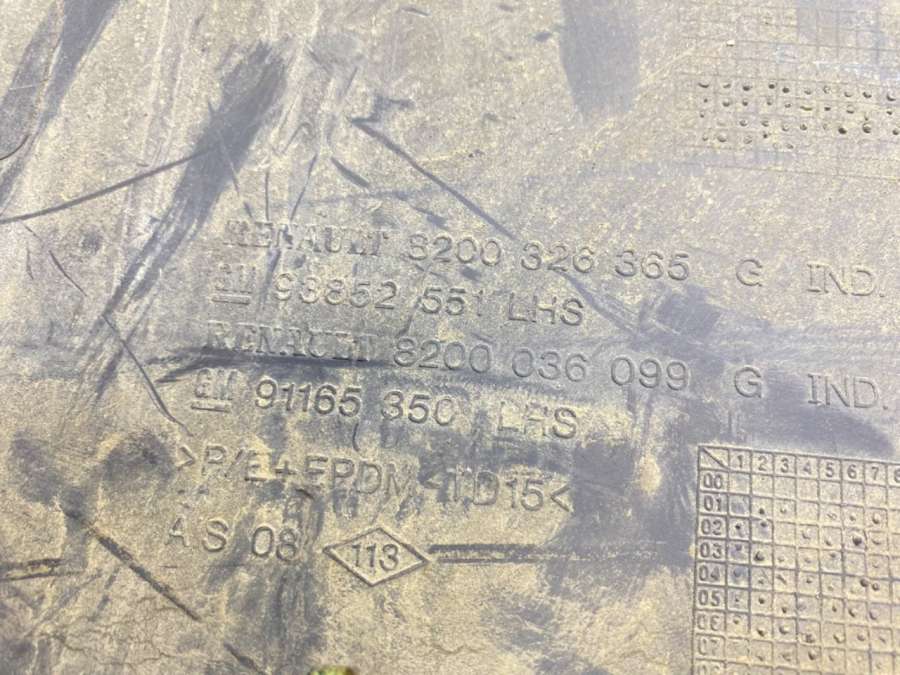 RENAULT 8200 326 365 G IND.
GM 93852 551 LHS
RENAULT 8200 036 099 G IND.
GM 91165 350 LHS
>P/E+EPDM-TD15<
A S 08 113
1 2 3 4 5 6 7 8
00
01
02
03
04
05
06
07